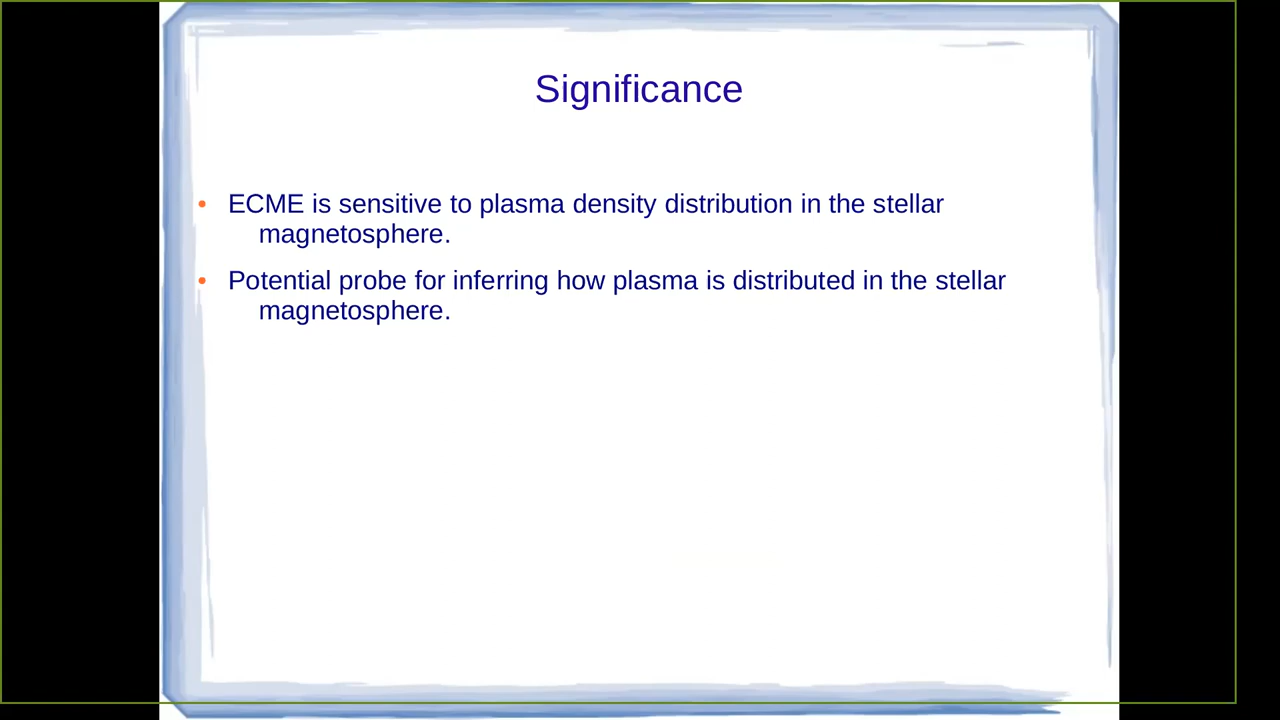 Significance
• ECME is sensitive to plasma density distribution in the stellar
magnetosphere.
• Potential probe for inferring how plasma is distributed in the stellar
magnetosphere.